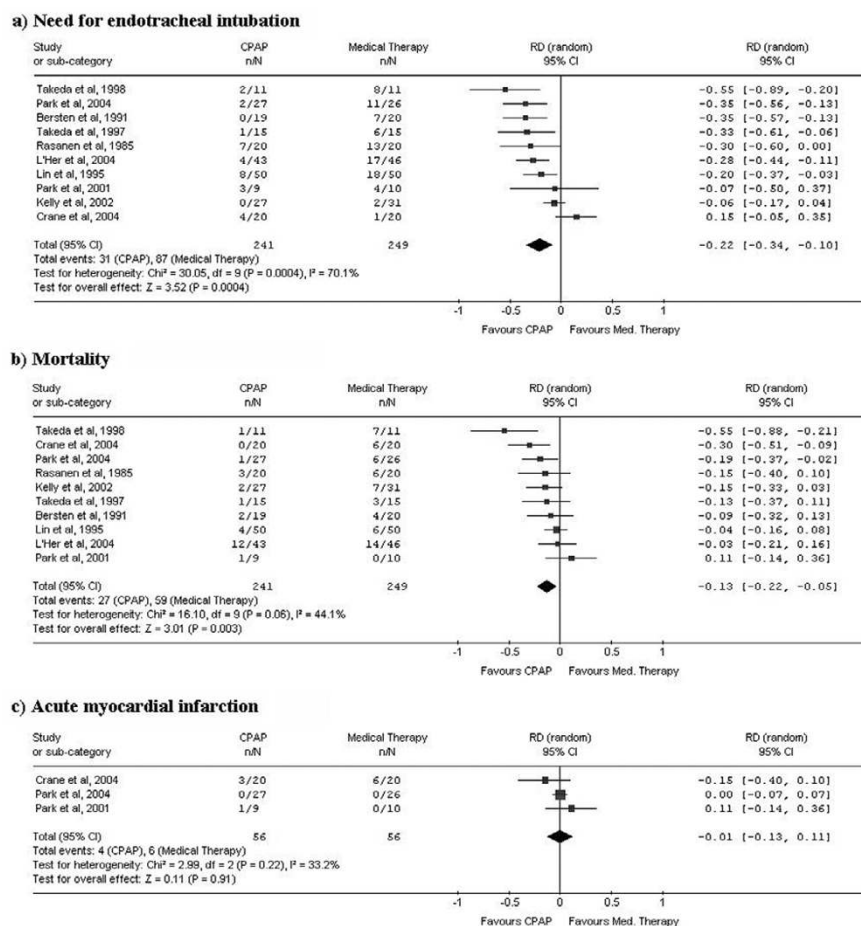 a) Need for endotracheal intubation
Study CPAP Medical Therapy RD (random) RD (random)
or sub-category n/N n/N 95% CI 95% CI
Takeda et al, 1998 2/11 8/11 -0.55 [-0.89, -0.20]
Park et al, 2004 2/27 11/26 -0.35 [-0.56, -0.13]
Bersten et al, 1991 0/19 7/20 -0.35 [-0.57, -0.13]
Takeda et al, 1997 1/15 6/15 -0.33 [-0.61, -0.06]
Rasanen et al, 1985 7/20 13/20 -0.30 [-0.60, 0.00]
L'Her et al, 2004 4/43 17/46 -0.28 [-0.44, -0.11]
Lin et al, 1995 8/50 18/50 -0.20 [-0.37, -0.03]
Park et al, 2001 3/9 4/10 -0.07 [-0.50, 0.37]
Kelly et al, 2002 0/27 2/31 -0.06 [-0.17, 0.04]
Crane et al, 2004 4/20 1/20 0.15 [-0.05, 0.35]
Total (95% CI) 241 249 -0.22 [-0.34, -0.10]
Total events: 31 (CPAP), 87 (Medical Therapy)
Test for heterogeneity: Chi² = 30.05, df = 9 (P = 0.0004), I² = 70.1%
Test for overall effect: Z = 3.52 (P = 0.0004)
-1 -0.5 0 0.5 1
Favours CPAP Favours Med. Therapy
b) Mortality
Study CPAP Medical Therapy RD (random) RD (random)
or sub-category n/N n/N 95% CI 95% CI
Takeda et al, 1998 1/11 7/11 -0.55 [-0.88, -0.21]
Crane et al, 2004 0/20 6/20 -0.30 [-0.51, -0.09]
Park et al, 2004 1/27 6/26 -0.19 [-0.37, -0.02]
Rasanen et al, 1985 3/20 6/20 -0.15 [-0.40, 0.10]
Kelly et al, 2002 2/27 7/31 -0.15 [-0.33, 0.03]
Takeda et al, 1997 1/15 3/15 -0.13 [-0.37, 0.11]
Bersten et al, 1991 2/19 4/20 -0.09 [-0.32, 0.13]
Lin et al, 1995 4/50 6/50 -0.04 [-0.16, 0.08]
L'Her et al, 2004 12/43 14/46 -0.03 [-0.21, 0.16]
Park et al, 2001 1/9 0/10 0.11 [-0.14, 0.36]
Total (95% CI) 241 249 -0.13 [-0.22, -0.05]
Total events: 27 (CPAP), 59 (Medical Therapy)
Test for heterogeneity: Chi² = 16.10, df = 9 (P = 0.06), I² = 44.1%
Test for overall effect: Z = 3.01 (P = 0.003)
-1 -0.5 0 0.5 1
Favours CPAP Favours Med. Therapy
c) Acute myocardial infarction
Study CPAP Medical Therapy RD (random) RD (random)
or sub-category n/N n/N 95% CI 95% CI
Crane et al, 2004 3/20 6/20 -0.15 [-0.40, 0.10]
Park et al, 2004 0/27 0/26 0.00 [-0.07, 0.07]
Park et al, 2001 1/9 0/10 0.11 [-0.14, 0.36]
Total (95% CI) 56 56 -0.01 [-0.13, 0.11]
Total events: 4 (CPAP), 6 (Medical Therapy)
Test for heterogeneity: Chi² = 2.99, df = 2 (P = 0.22), I² = 33.2%
Test for overall effect: Z = 0.11 (P = 0.91)
-1 -0.5 0 0.5 1
Favours CPAP Favours Med. Therapy